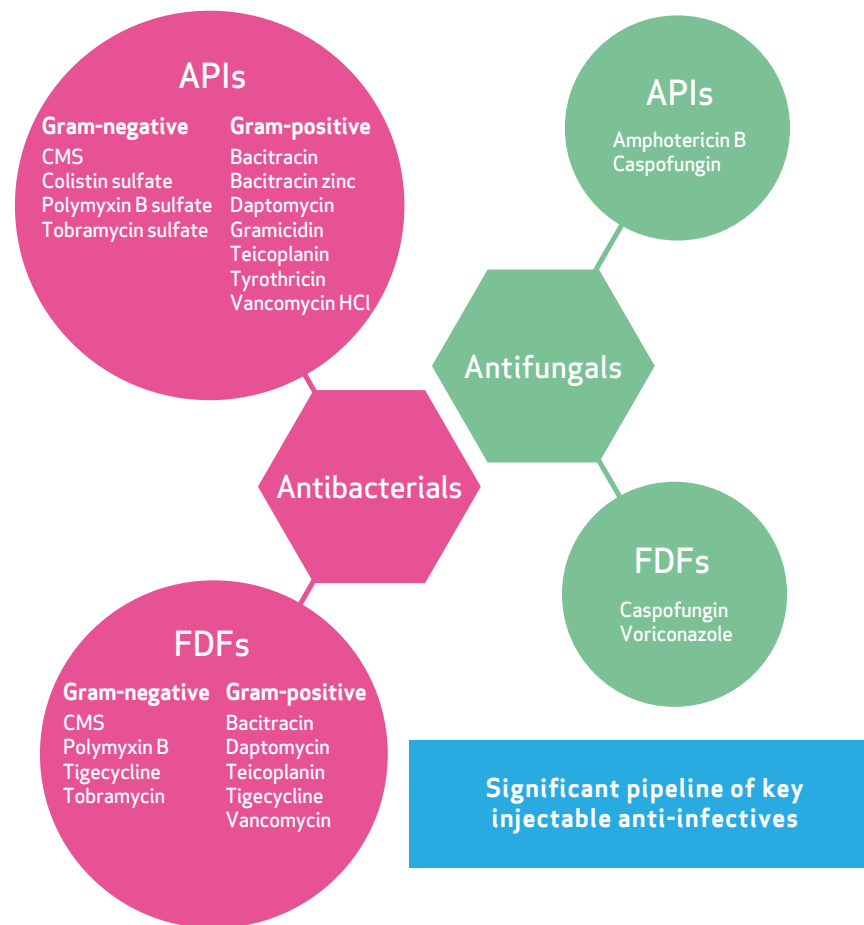 APIs
Gram-negative
CMS
Colistin sulfate
Polymyxin B sulfate
Tobramycin sulfate
Gram-positive
Bacitracin
Bacitracin zinc
Daptomycin
Gramicidin
Teicoplanin
Tyrothricin
Vancomycin HCl
APIs
Amphotericin B
Caspofungin
Antifungals
Antibacterials
FDFs
Caspofungin
Voriconazole
FDFs
Gram-negative
CMS
Polymyxin B
Tigecycline
Tobramycin
Gram-positive
Bacitracin
Daptomycin
Teicoplanin
Tigecycline
Vancomycin
Significant pipeline of key
injectable anti-infectives